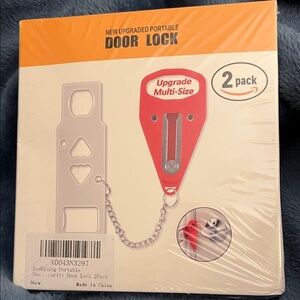 NEW UPGRADED PORTABLE
DOOR LOCK
Upgrade
Multi-Size
2 pack
X0043N3297
Portable
Door Lock 2Pack
New
Made In China